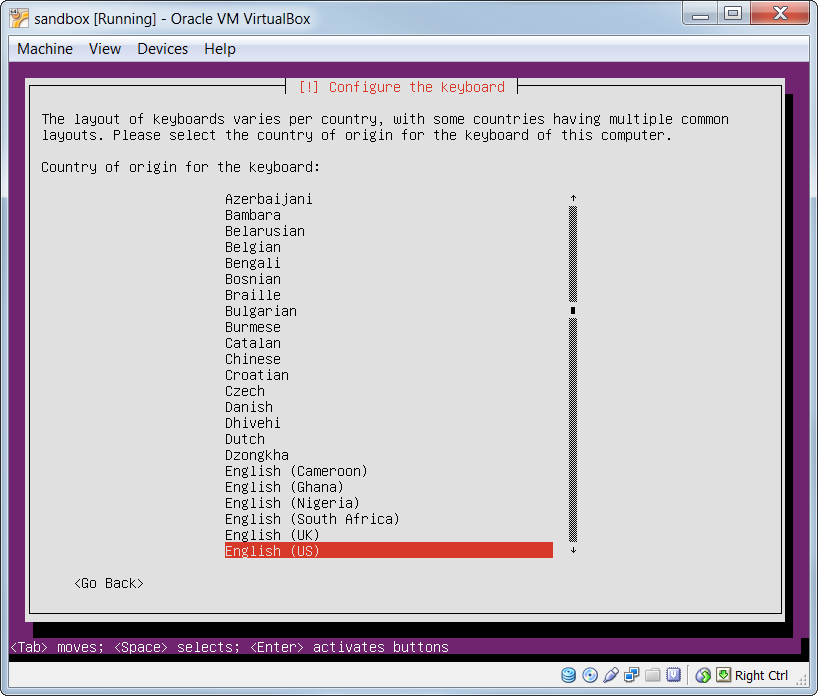 sandbox [Running] - Oracle VM VirtualBox
Machine View Devices Help
[!] Configure the keyboard
The layout of keyboards varies per country, with some countries having multiple common
layouts. Please select the country of origin for the keyboard of this computer.
Country of origin for the keyboard:
Azerbaijani
Bambara
Belarusian
Belgian
Bengali
Bosnian
Braille
Bulgarian
Burmese
Catalan
Chinese
Croatian
Czech
Danish
Dhivehi
Dutch
Dzongkha
English (Cameroon)
English (Ghana)
English (Nigeria)
English (South Africa)
English (UK)
English (US)
<Go Back>
<Tab> moves; <Space> selects; <Enter> activates buttons
Right Ctrl